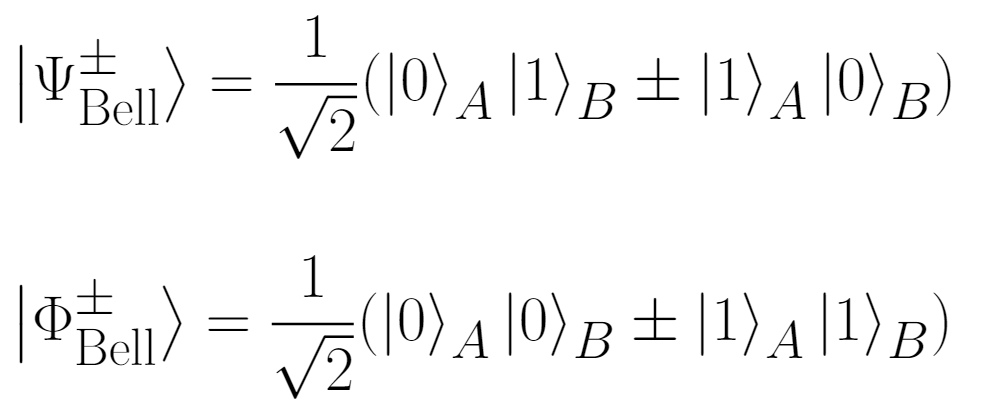 |Ψ^±_Bell⟩ = 1/√2 (|0⟩_A |1⟩_B ± |1⟩_A |0⟩_B)
|Φ^±_Bell⟩ = 1/√2 (|0⟩_A |0⟩_B ± |1⟩_A |1⟩_B)